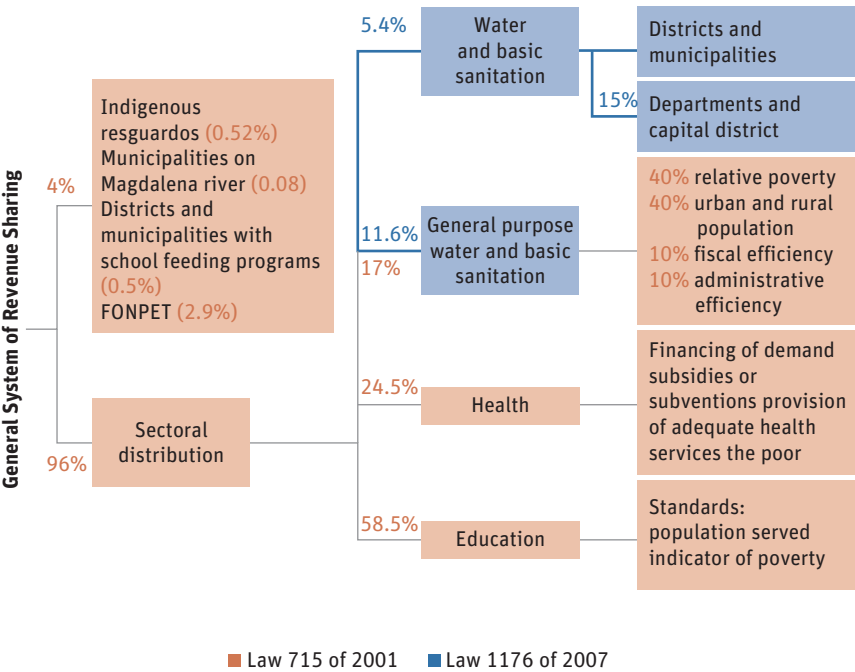 General System of Revenue Sharing
4%
Indigenous
resguardos (0.52%)
Municipalities on
Magdalena river (0.08)
Districts and
municipalities with
school feeding programs
(0.5%)
FONPET (2.9%)
96%
Sectoral
distribution
5.4%
Water
and basic
sanitation
Districts and
municipalities
15%
Departments and
capital district
11.6%
17%
General purpose
water and basic
sanitation
40% relative poverty
40% urban and rural
population
10% fiscal efficiency
10% administrative
efficiency
24.5%
Health
Financing of demand
subsidies or
subventions provision
of adequate health
services the poor
58.5%
Education
Standards:
population served
indicator of poverty
Law 715 of 2001
Law 1176 of 2007